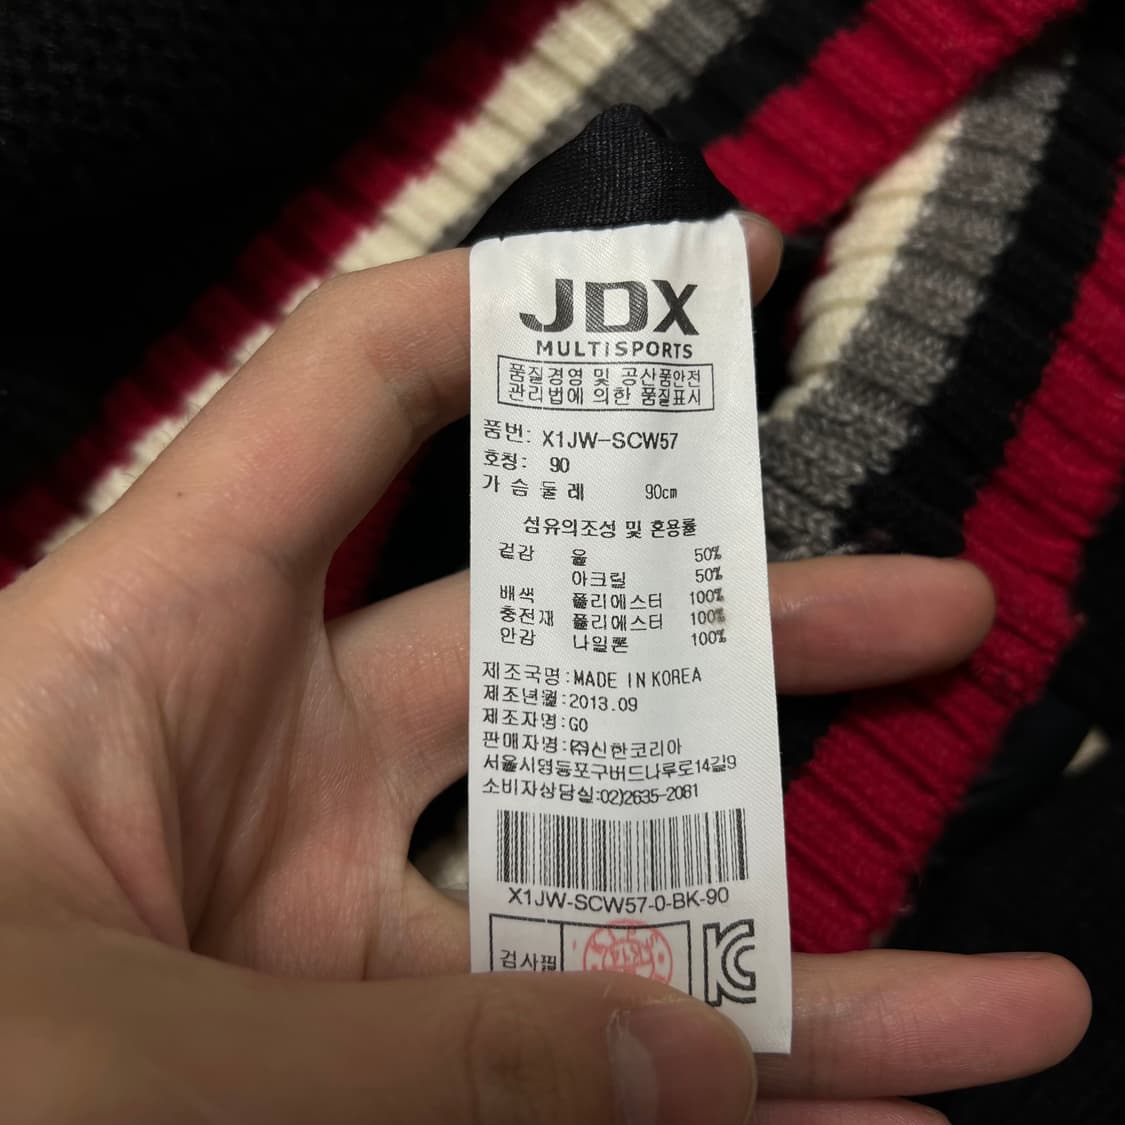 JDX
MULTISPORTS
품질경영 및 공산품안전
관리법에 의한 품질표시
품번: X1JW-SCW57
호칭: 90
가슴둘레 90cm
섬유의조성 및 혼용률
겉감 울 50%
아크릴 50%
배색 폴리에스터 100%
충전재 폴리에스터 100%
안감 나일론 100%
제조국명:MADE IN KOREA
제조년월:2013.09
제조자명:GO
판매자명:㈜신한코리아
서울시영등포구버드나루로14길9
소비자상담실:02)2635-2081
X1JW-SCW57-0-BK-90
검사필